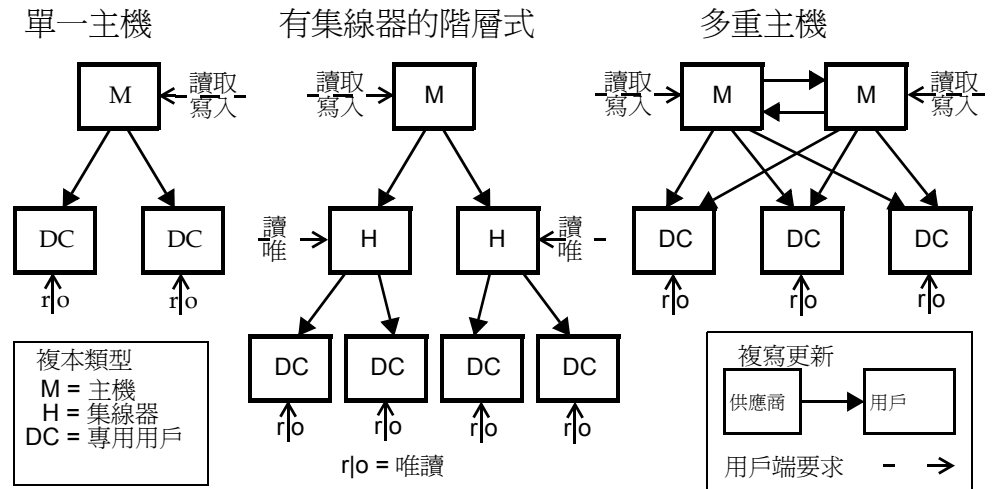 單一主機
有集線器的階層式
多重主機
M
讀取
寫入
讀取
寫入
M
讀取
寫入
M
M
讀取
寫入
DC
DC
讀
唯
H
H
讀
唯
DC
DC
DC
r|o
r|o
r|o
r|o
r|o
DC
DC
DC
DC
r|o
r|o
r|o
r|o
r|o = 唯讀
複本類型
M = 主機
H = 集線器
DC = 專用用戶
複寫更新
供應商
用戶
用戶端要求